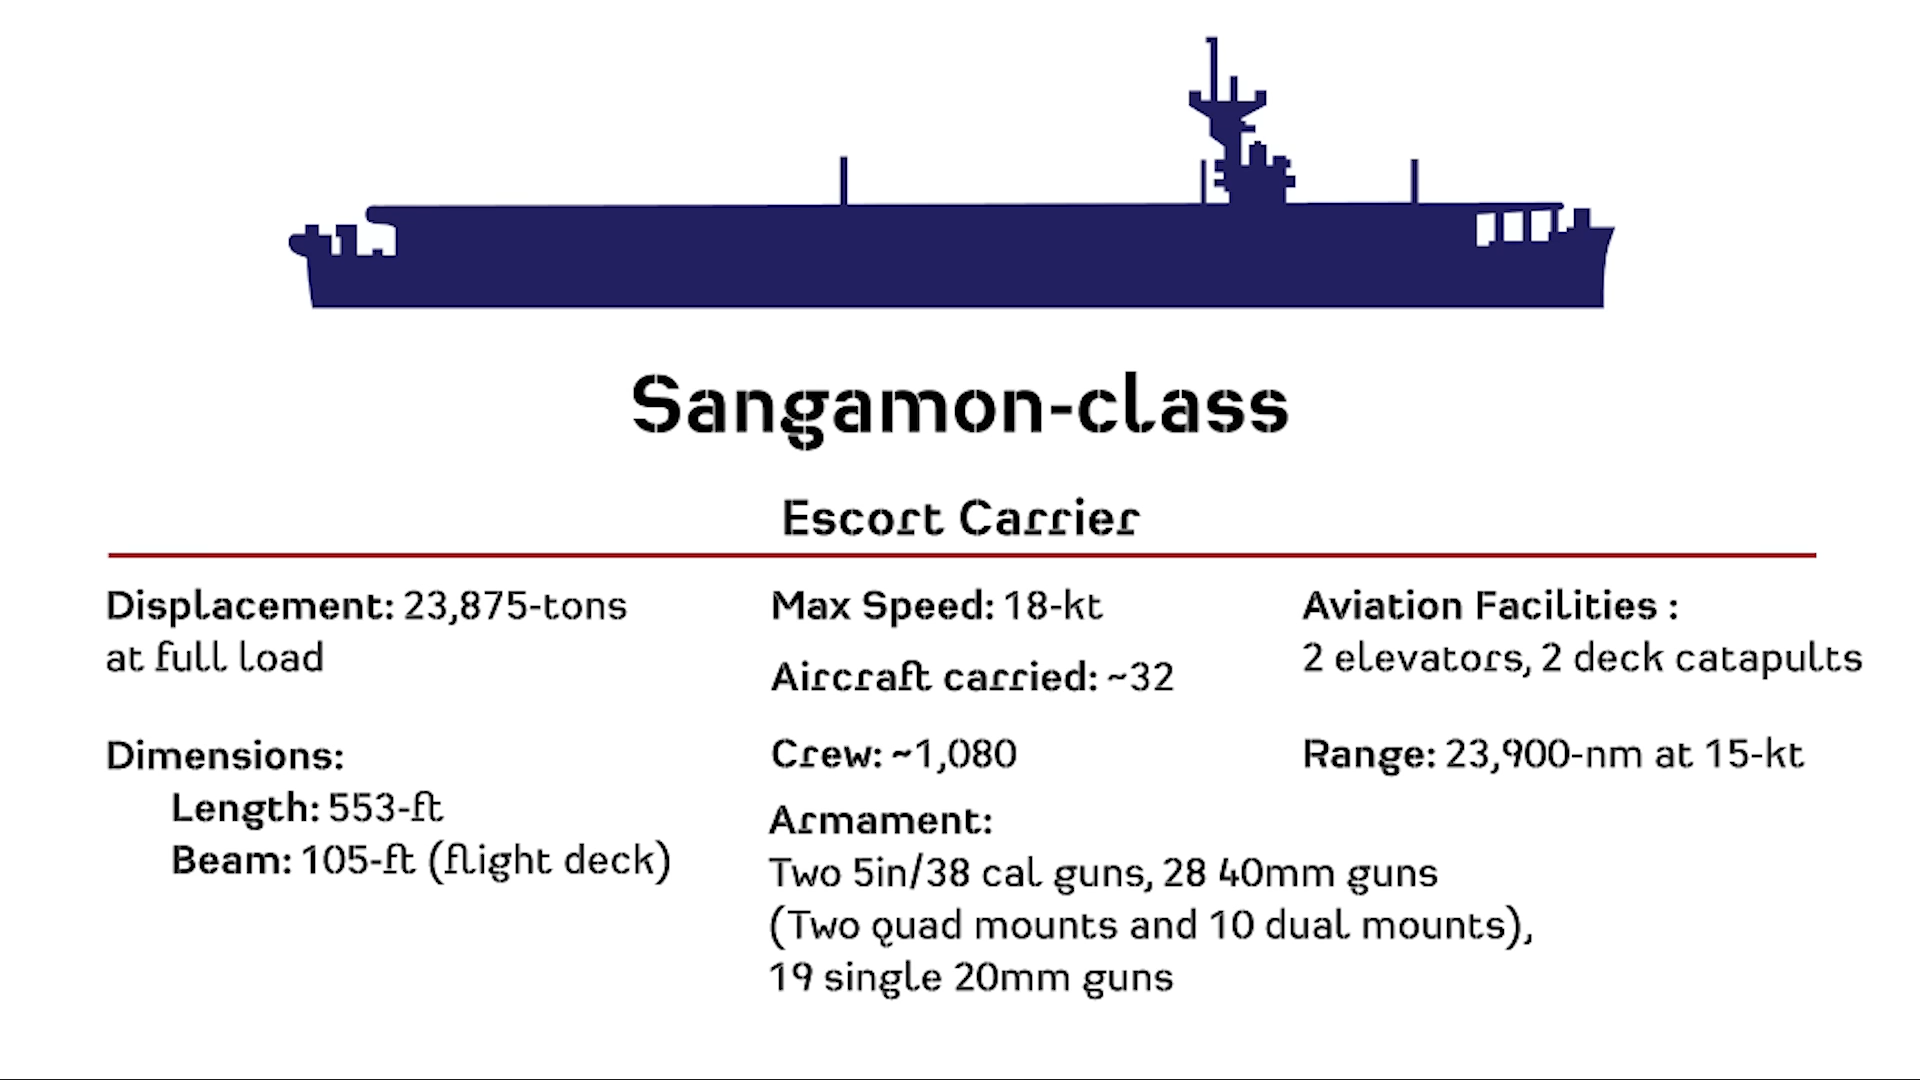 Sangamon-class
Escort Carrier
Displacement: 23,875-tons
at full load
Dimensions:
Length: 553-ft
Beam: 105-ft (flight deck)
Max Speed: 18-kt
Aircraft carried: ~32
Crew: ~1,080
Armament:
Two 5in/38 cal guns, 28 40mm guns
(Two quad mounts and 10 dual mounts),
19 single 20mm guns
Aviation Facilities :
2 elevators, 2 deck catapults
Range: 23,900-nm at 15-kt